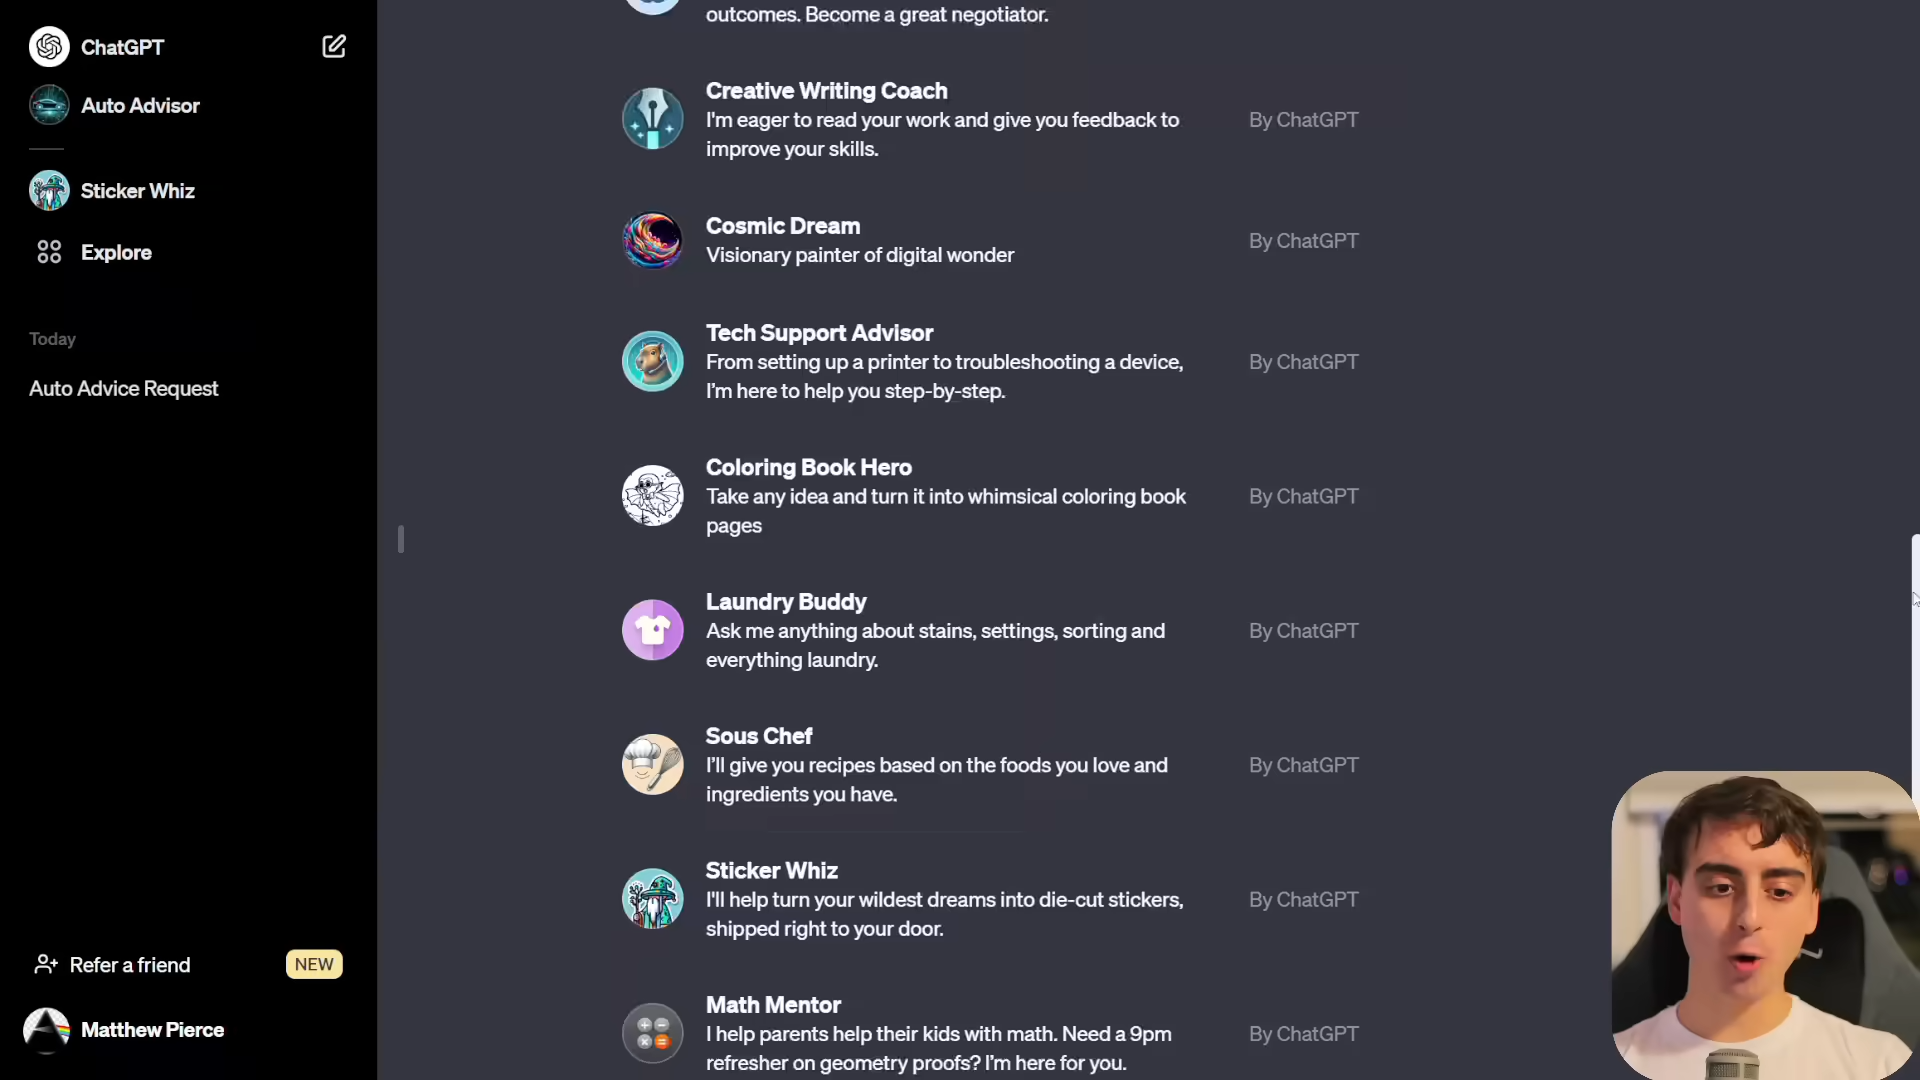 ChatGPT
Auto Advisor
Sticker Whiz
Explore
Today
Auto Advice Request
Refer a friend
NEW
Matthew Pierce
outcomes. Become a great negotiator.
Creative Writing Coach
I'm eager to read your work and give you feedback to
improve your skills.
By ChatGPT
Cosmic Dream
Visionary painter of digital wonder
By ChatGPT
Tech Support Advisor
From setting up a printer to troubleshooting a device,
I'm here to help you step-by-step.
By ChatGPT
Coloring Book Hero
Take any idea and turn it into whimsical coloring book
pages
By ChatGPT
Laundry Buddy
Ask me anything about stains, settings, sorting and
everything laundry.
By ChatGPT
Sous Chef
I'll give you recipes based on the foods you love and
ingredients you have.
By ChatGPT
Sticker Whiz
I'll help turn your wildest dreams into die-cut stickers,
shipped right to your door.
By ChatGPT
Math Mentor
I help parents help their kids with math. Need a 9pm
refresher on geometry proofs? I'm here for you.
By ChatGPT